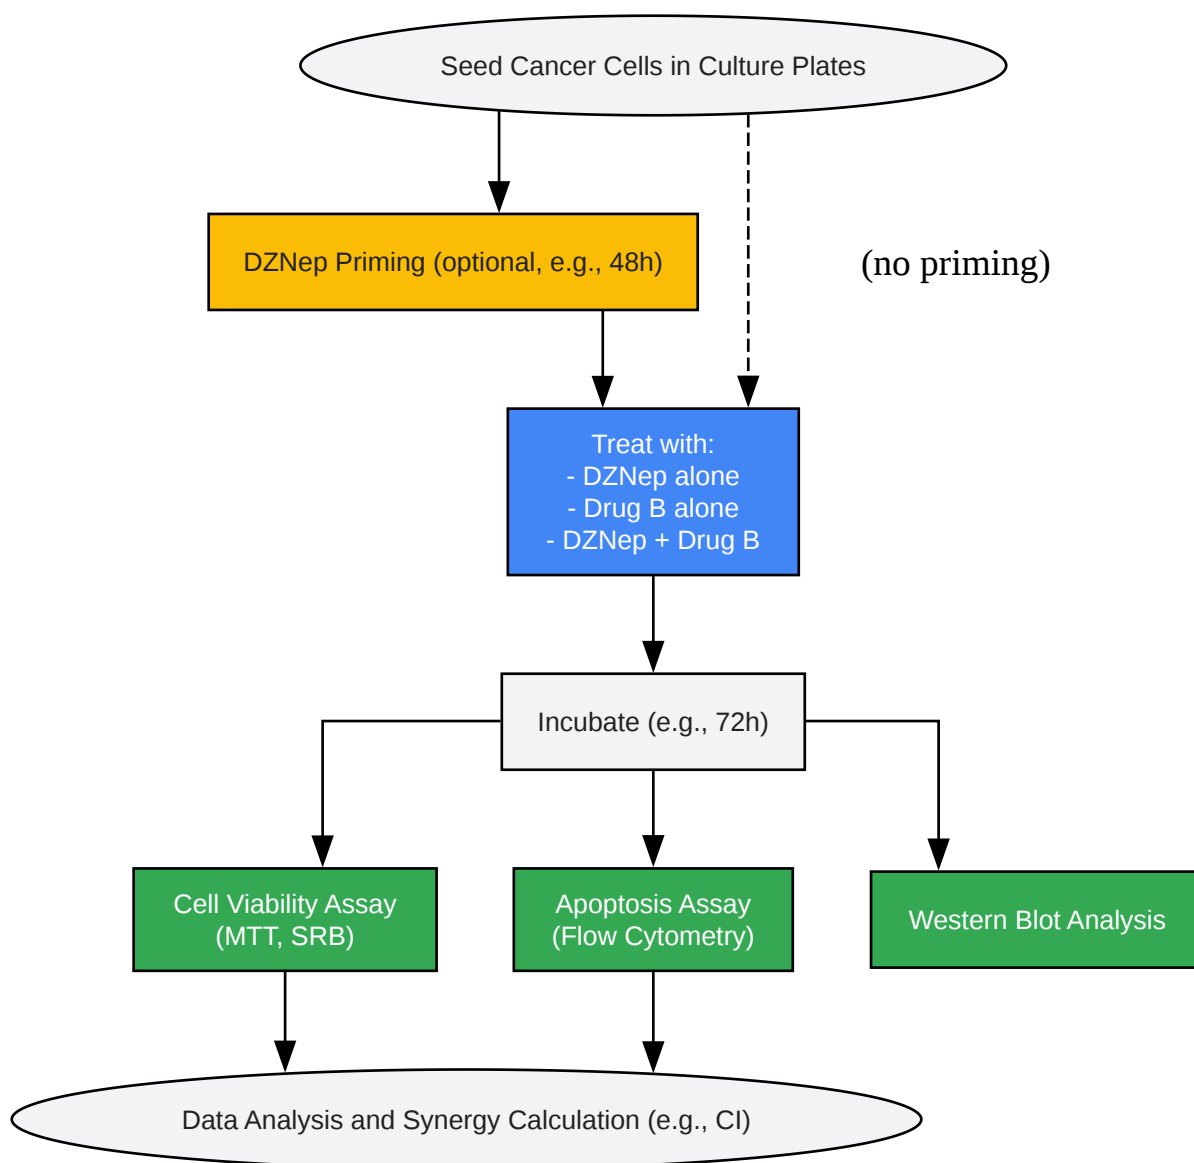 Seed Cancer Cells in Culture Plates
DZNep Priming (optional, e.g., 48h)
(no priming)
Treat with:
- DZNep alone
- Drug B alone
- DZNep + Drug B
Incubate (e.g., 72h)
Cell Viability Assay
(MTT, SRB)
Apoptosis Assay
(Flow Cytometry)
Western Blot Analysis
Data Analysis and Synergy Calculation (e.g., CI)